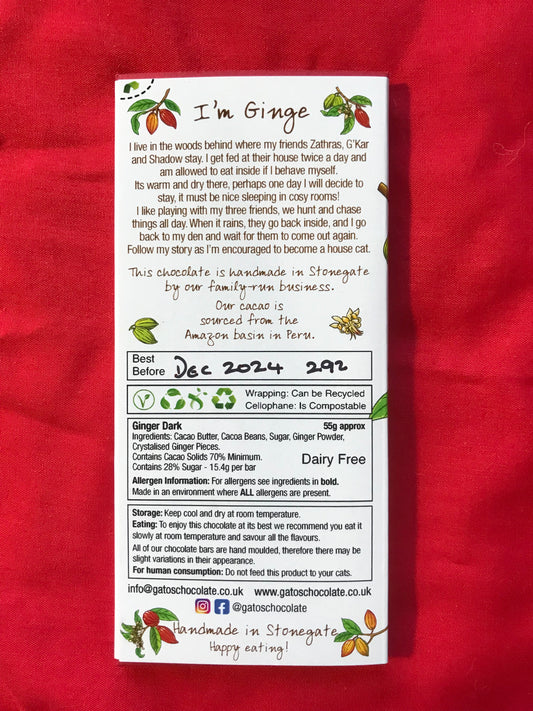 I'm Ginge
I live in the woods behind where my friends Zathras, G'Kar
and Shadow stay. I get fed at their house twice a day and
am allowed to eat inside if I behave myself.
Its warm and dry there, perhaps one day I will decide to
stay, it must be nice sleeping in cosy rooms!
I like playing with my three friends, we hunt and chase
things all day. When it rains, they go back inside, and I go
back to my den and wait for them to come out again.
Follow my story as I'm encouraged to become a house cat.
This chocolate is handmade in Stonegate
by our family-run business.
Our cacao is
sourced from the
Amazon basin in Peru.
Best
Before
DEC 2024 292
Wrapping: Can be Recycled
Cellophane: Is Compostable
Ginger Dark 55g approx
Ingredients: Cacao Butter, Cacoa Beans, Sugar, Ginger Powder,
Crystalised Ginger Pieces.
Contains Cacao Solids 70% Minimum.
Contains 28% Sugar - 15.4g per bar
Dairy Free
Allergen Information: For allergens see ingredients in bold.
Made in an environment where ALL allergens are present.
Storage: Keep cool and dry at room temperature.
Eating: To enjoy this chocolate at its best we recommend you eat it
slowly at room temperature and savour all the flavours.
All of our chocolate bars are hand moulded, therefore there may be
slight variations in their appearance.
For human consumption: Do not feed this product to your cats.
info@gatoschocolate.co.uk www.gatoschocolate.co.uk
@gatoschocolate
Handmade in Stonegate
Happy eating!